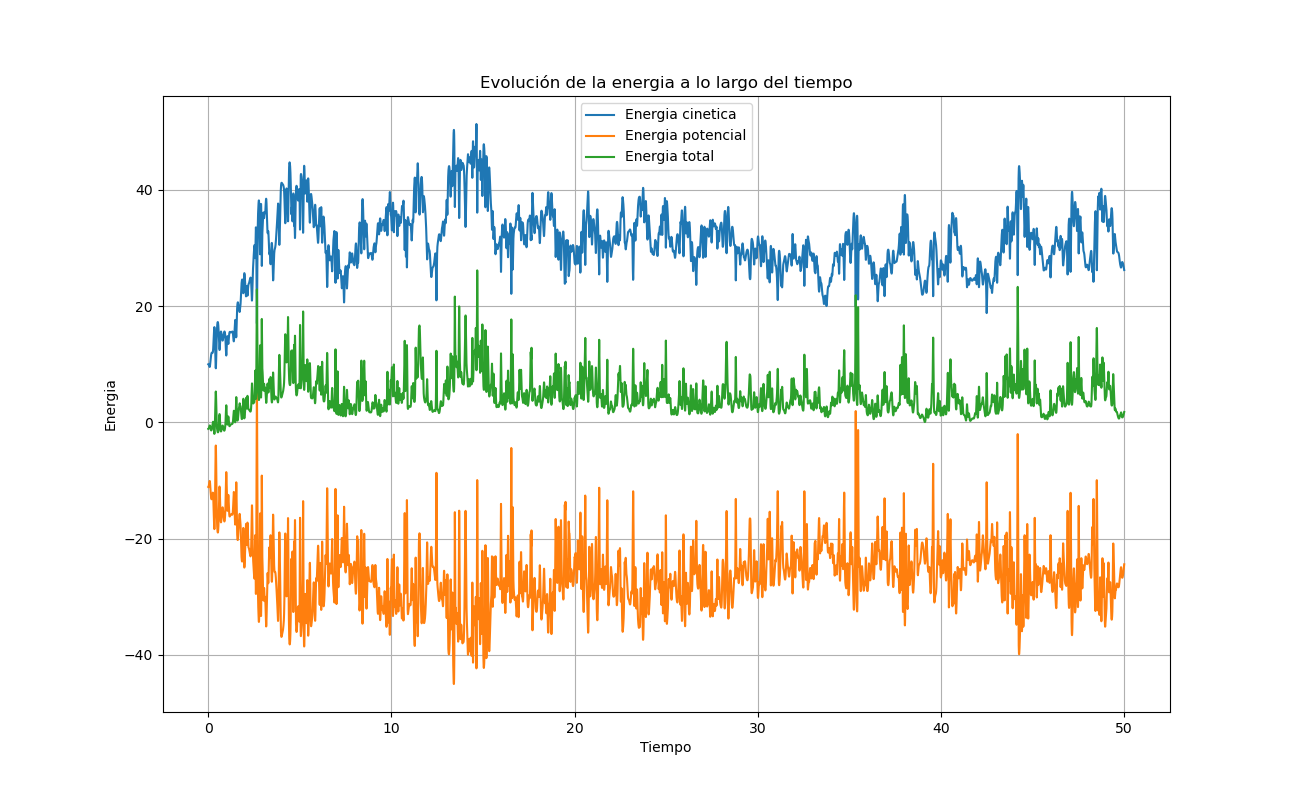 Evolución de la energia a lo largo del tiempo
Energia cinetica
Energia potencial
Energia total
Energia
40
20
0
−20
−40
0
10
20
30
40
50
Tiempo